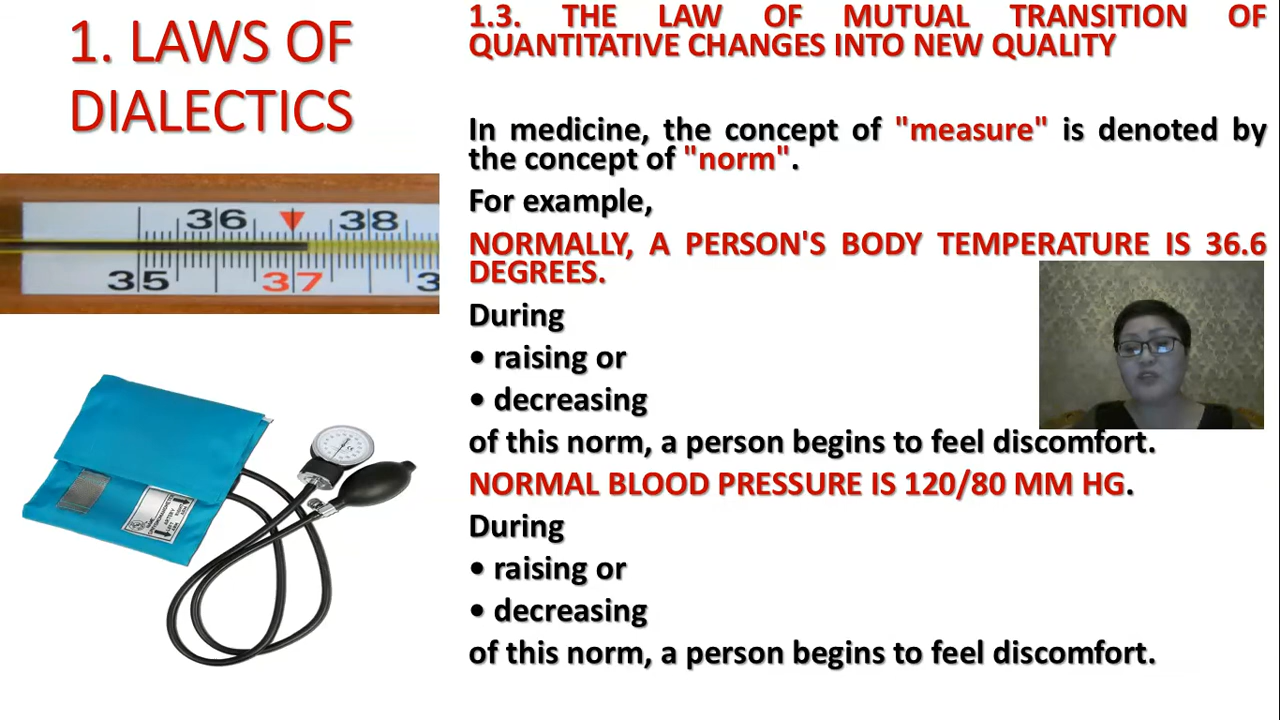 1. LAWS OF
DIALECTICS
36 38
35 37 3
1.3. THE LAW OF MUTUAL TRANSITION OF
QUANTITATIVE CHANGES INTO NEW QUALITY
In medicine, the concept of "measure" is denoted by
the concept of "norm".
For example,
NORMALLY, A PERSON'S BODY TEMPERATURE IS 36.6
DEGREES.
During
• raising or
• decreasing
of this norm, a person begins to feel discomfort.
NORMAL BLOOD PRESSURE IS 120/80 MM HG.
During
• raising or
• decreasing
of this norm, a person begins to feel discomfort.